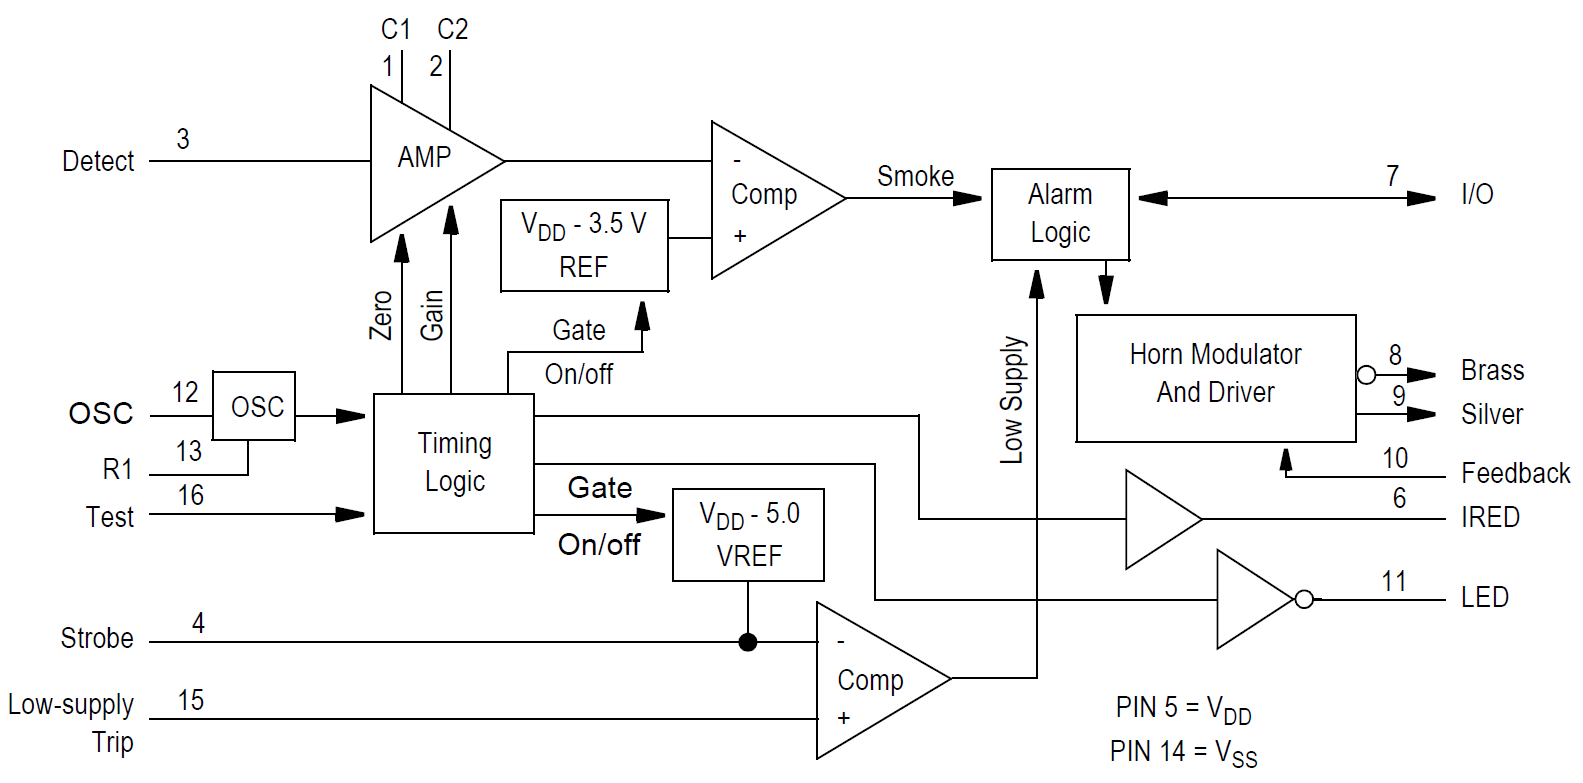 C1 C2
1 2
3
Detect
AMP
-
Comp
+
Smoke
Alarm
Logic
7
I/O
VDD - 3.5 V
REF
Zero
Gain
Gate
On/off
Low Supply
Horn Modulator
And Driver
8
Brass
9
Silver
10
Feedback
6
IRED
11
LED
12
OSC
OSC
13
R1
16
Test
Timing
Logic
Gate
On/off
VDD - 5.0
VREF
4
Strobe
-
Comp
+
15
Low-supply
Trip
PIN 5 = VDD
PIN 14 = VSS